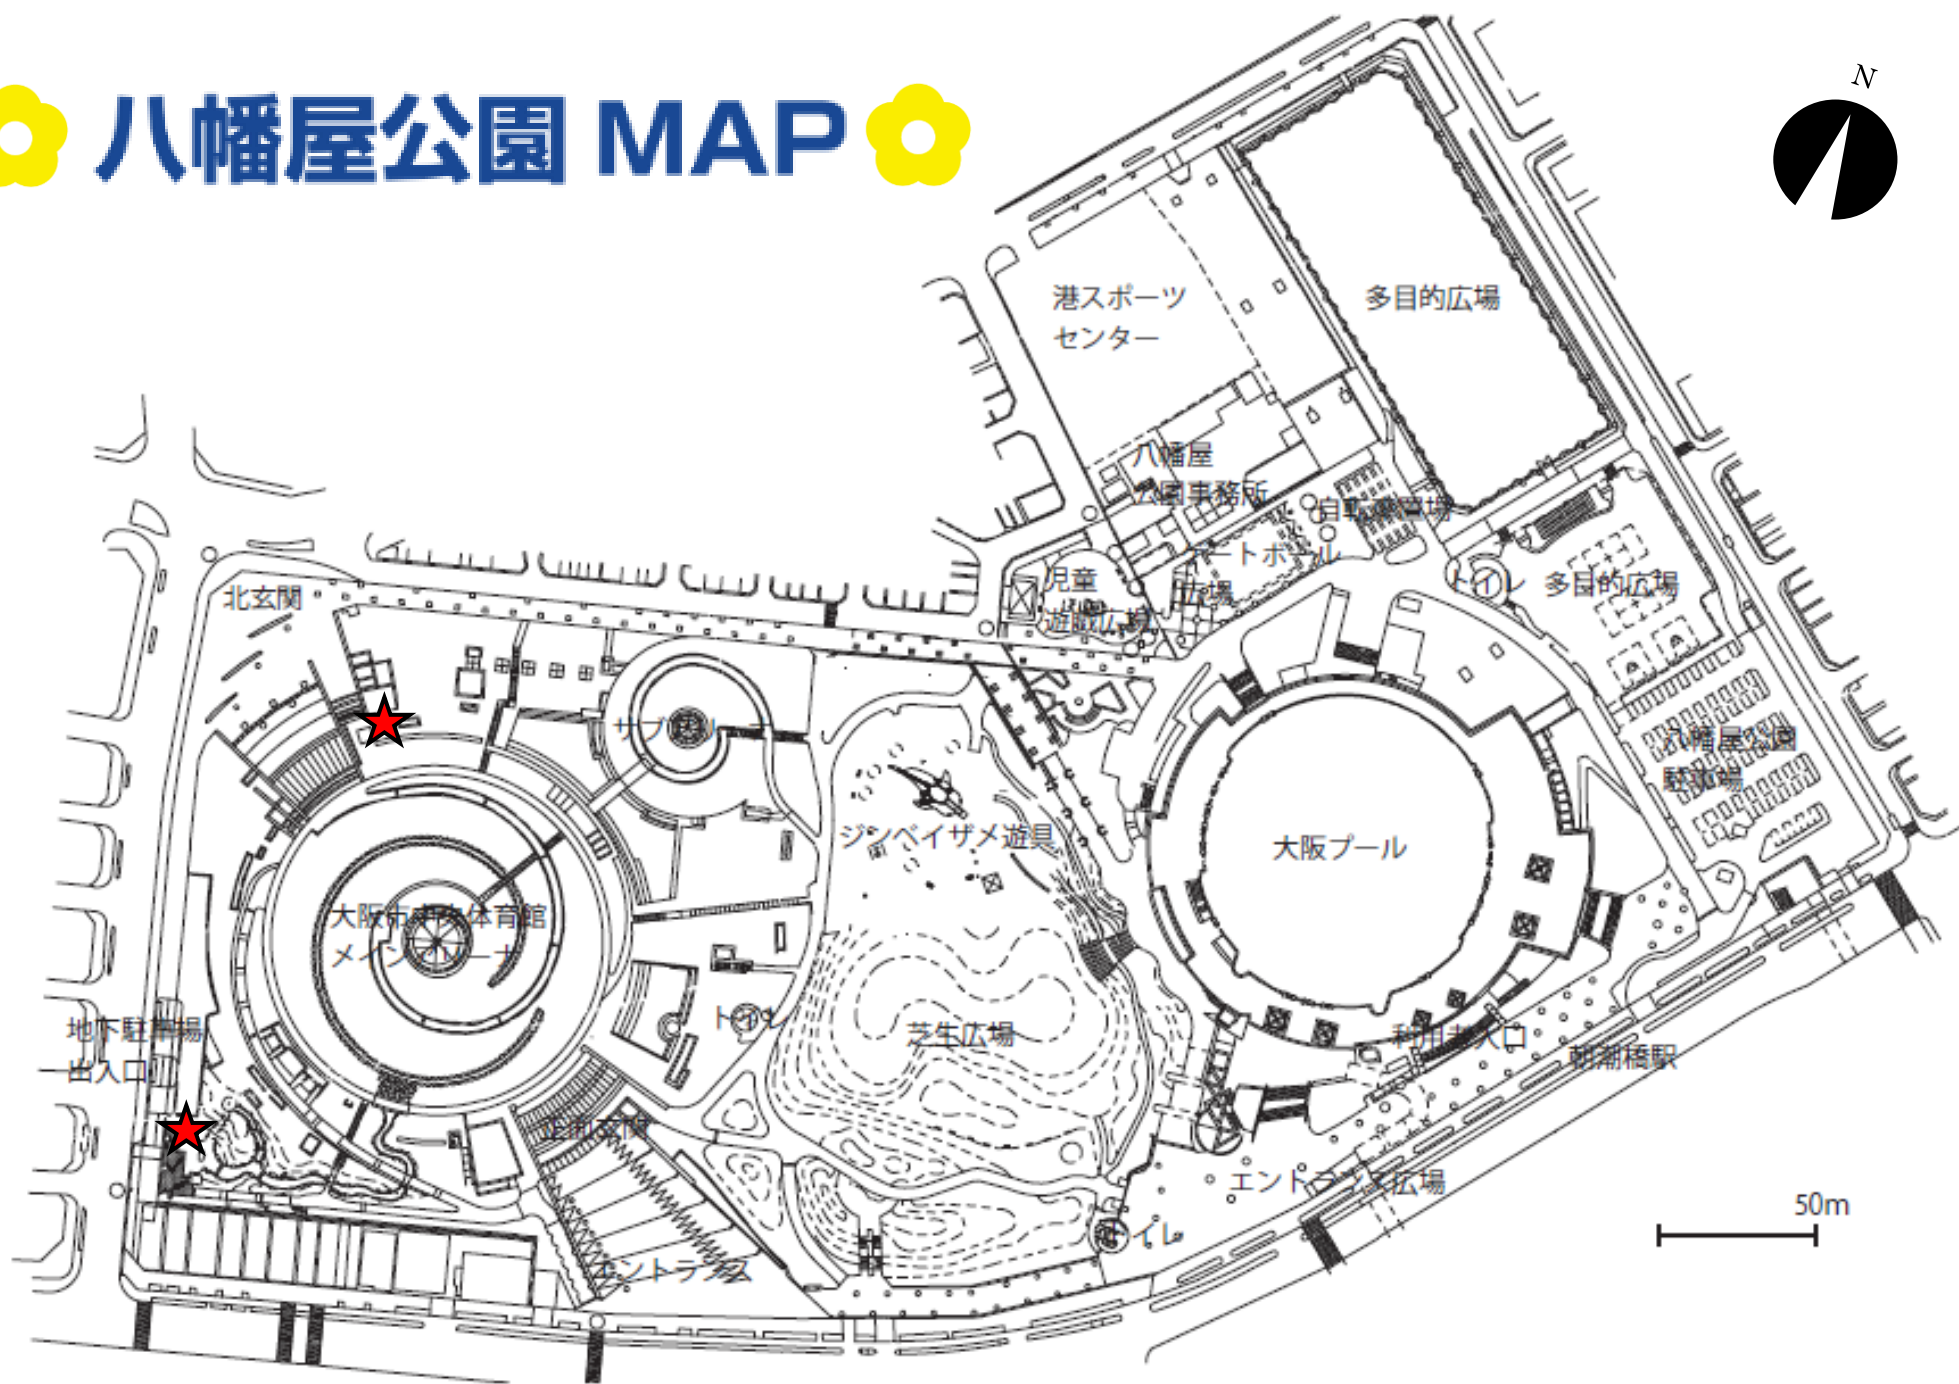 八幡屋公園 MAP
N
港スポーツ
センター
多目的広場
八幡屋
公園事務所
自転車置場
ゲートボール
広場
児童
遊戯広場
トイレ
多目的広場
北玄関
サブアリーナ
八幡屋公園
駐車場
ジンベイザメ遊具
大阪プール
大阪市中央体育館
メインアリーナ
地下駐車場
出入口
トイレ
芝生広場
利用者入口
朝潮橋駅
正面玄関
エントランス広場
トイレ
エントランス
50m